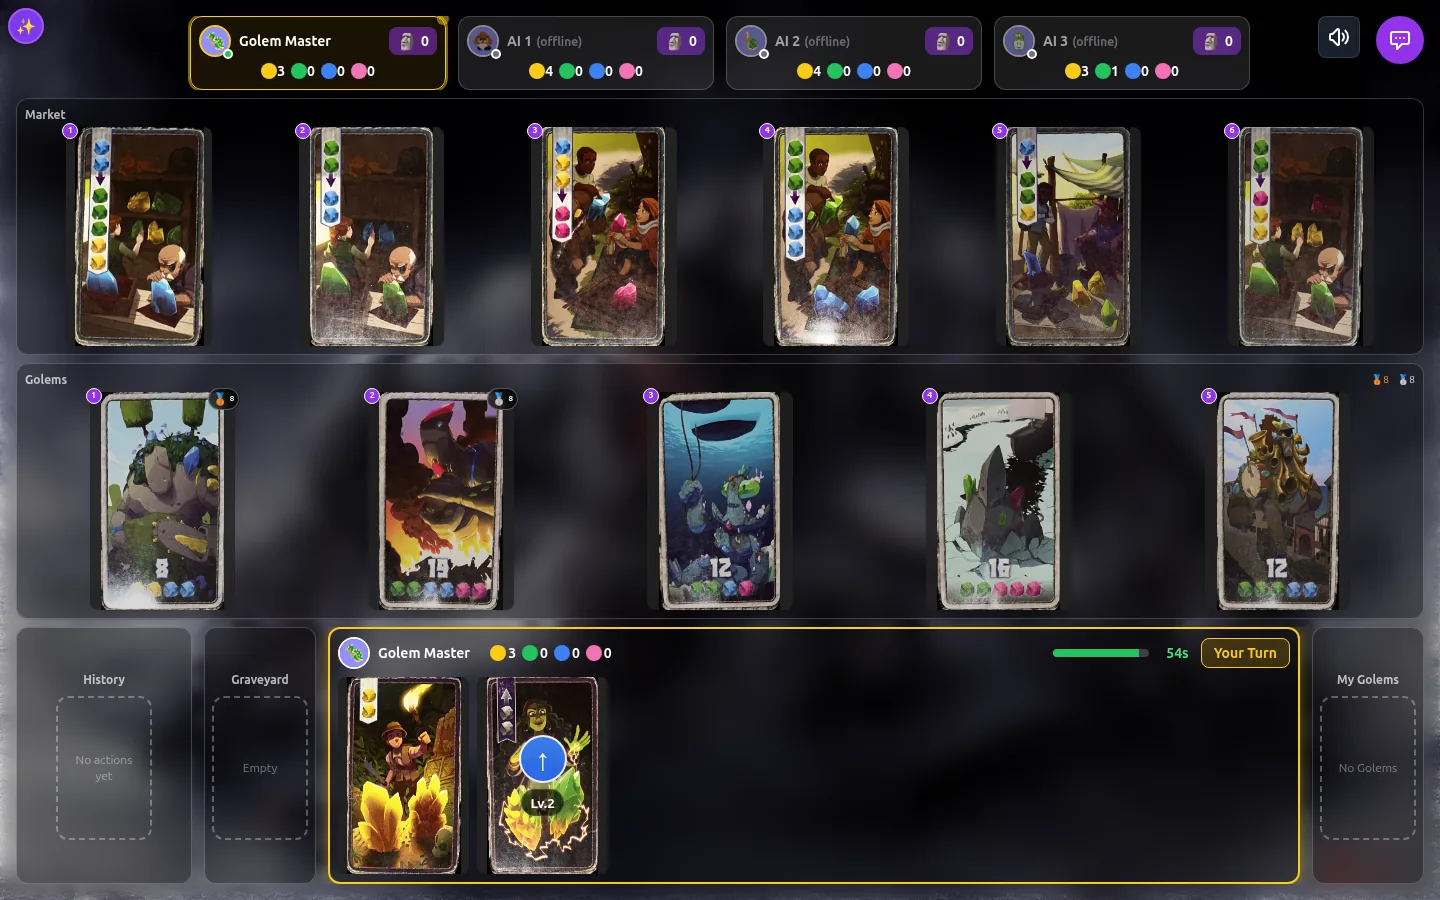 Golem Master
0
3
0
0
0
AI 1 (offline)
0
4
0
0
0
AI 2 (offline)
0
4
0
0
0
AI 3 (offline)
0
3
1
0
0
Market
1
2
3
4
5
6
Golems
8
8
1
8
2
8
3
4
5
8
19
12
16
12
History
No actions
yet
Graveyard
Empty
Golem Master
3
0
0
0
54s
Your Turn
↑
Lv.2
My Golems
No Golems